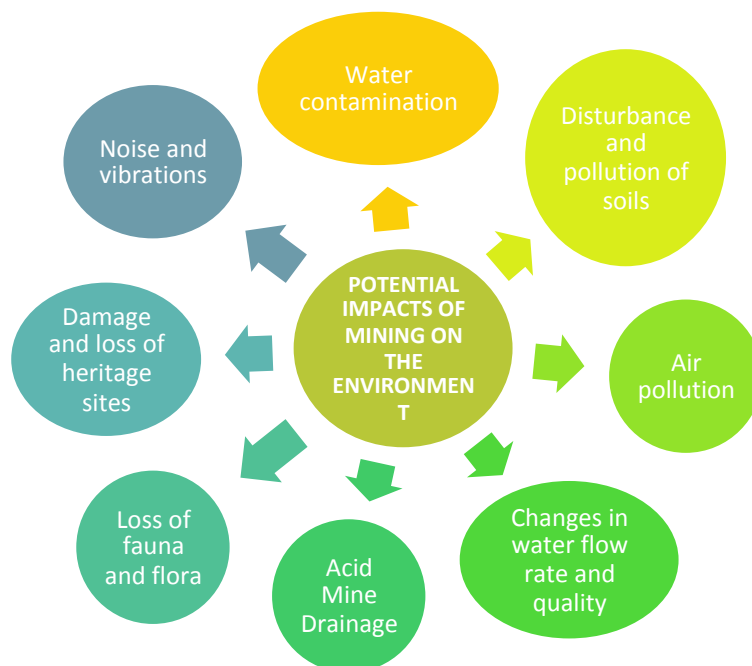 Water
contamination
Disturbance
and
pollution of
soils
Air
pollution
Changes in
water flow
rate and
quality
Acid
Mine
Drainage
Loss of
fauna
and flora
Damage
and loss of
heritage
sites
Noise and
vibrations
POTENTIAL
IMPACTS OF
MINING ON
THE
ENVIRONMEN
T